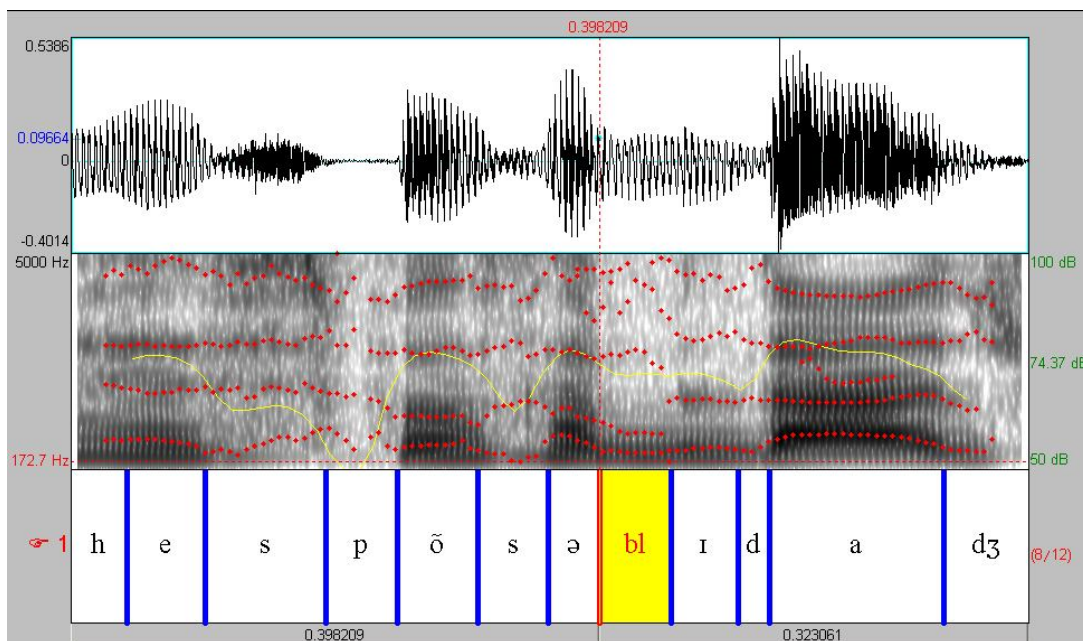 0.398209
0.5386
0.09664
0
-0.4014
5000 Hz 100 dB
74.37 dB
172.7 Hz 50 dB
☞ 1 h e s p õ s ə bl ɪ d a dʒ (8/12)
0.398209 0.323061